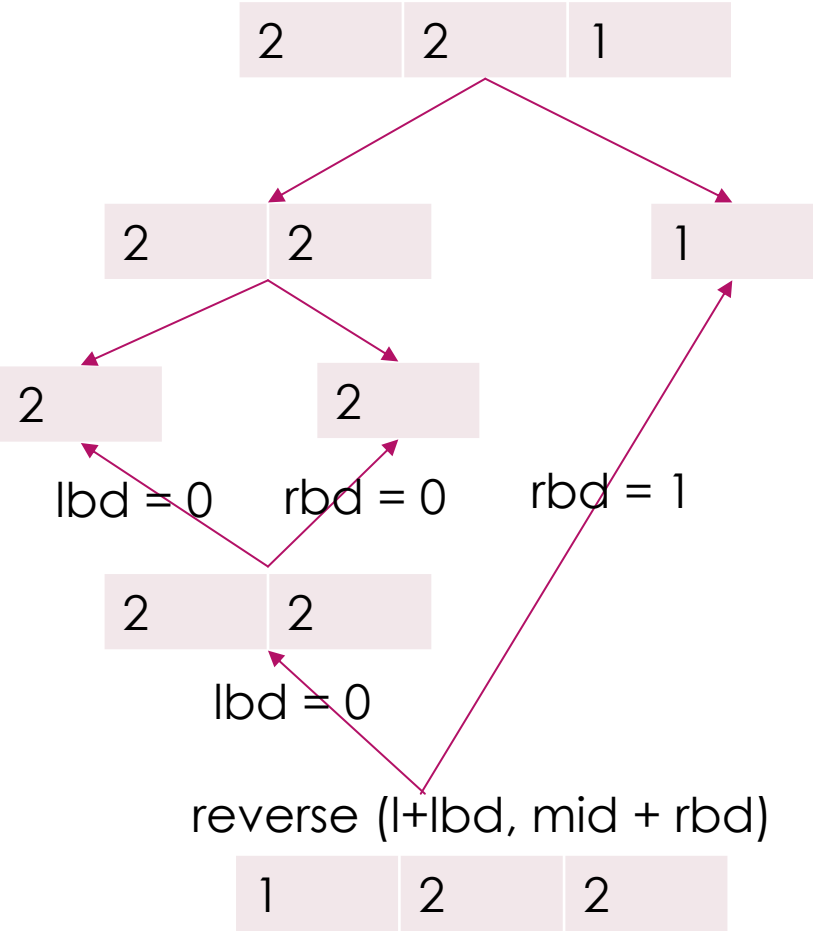 2 2 1
2 2 1
2 2
lbd = 0 rbd = 0 rbd = 1
2 2
lbd = 0
reverse (l+lbd, mid + rbd)
1 2 2